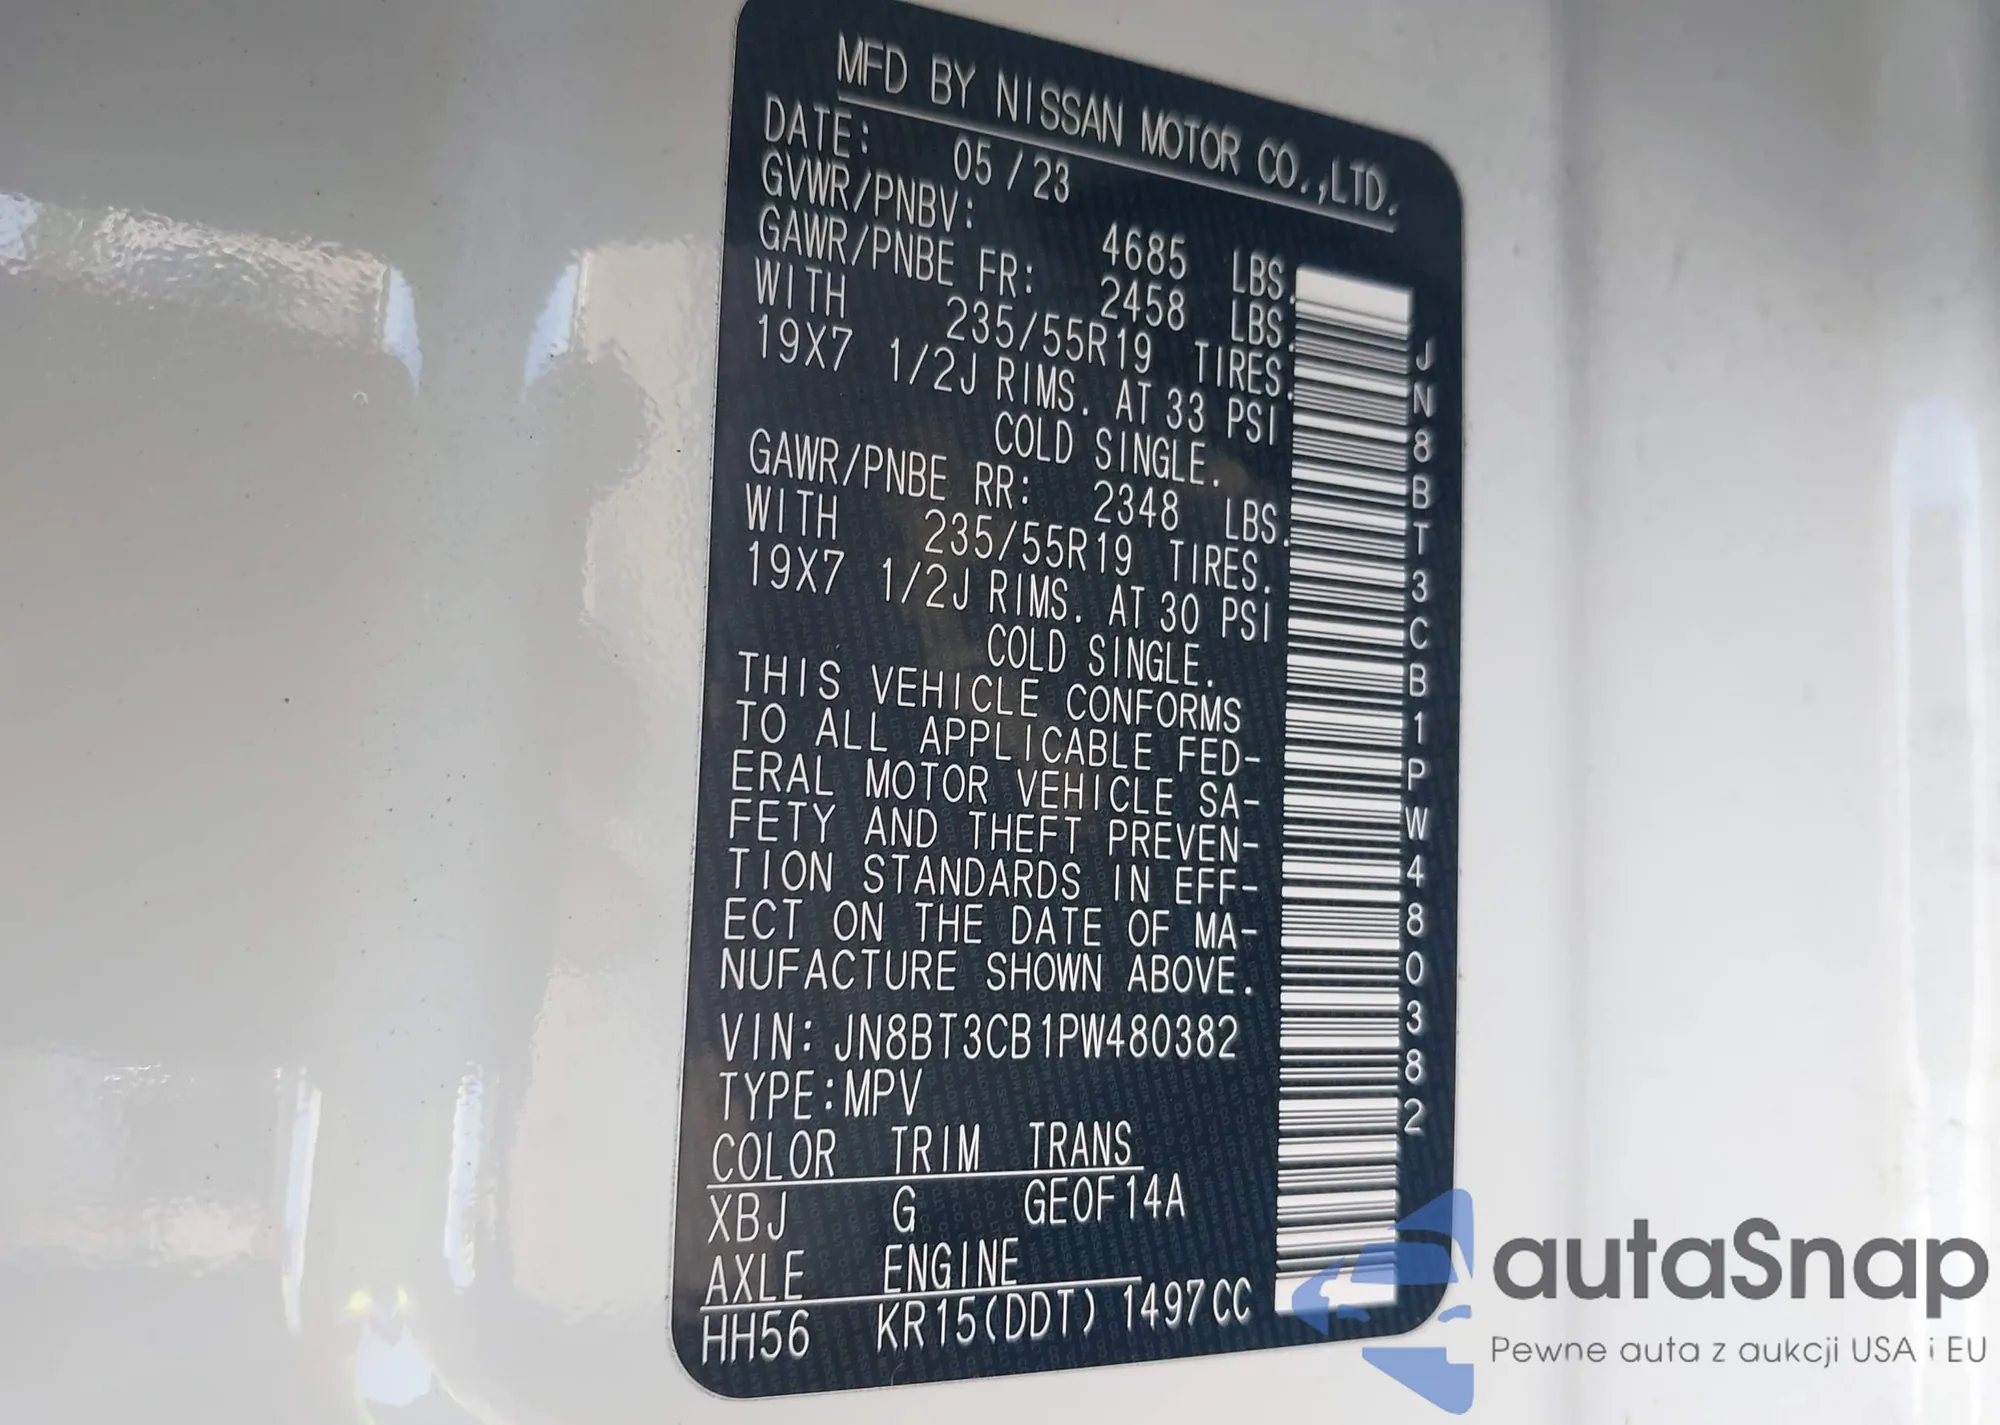 MFD BY NISSAN MOTOR CO.,LTD.
DATE: 05/23
GVWR/PNBV: 4685 LBS.
GAWR/PNBE FR: 2458 LBS.
WITH 235/55R19 TIRES.
19X7 1/2J RIMS. AT 33 PSI
COLD SINGLE.
GAWR/PNBE RR: 2348 LBS.
WITH 235/55R19 TIRES.
19X7 1/2J RIMS. AT 30 PSI
COLD SINGLE.
THIS VEHICLE CONFORMS
TO ALL APPLICABLE FED-
ERAL MOTOR VEHICLE SA-
FETY AND THEFT PREVEN-
TION STANDARDS IN EFF-
ECT ON THE DATE OF MA-
NUFACTURE SHOWN ABOVE.
VIN: JN8BT3CB1PW480382
TYPE:MPV
COLOR TRIM TRANS
XBJ G GE0F14A
AXLE ENGINE
HH56 KR15(DDT) 1497CC
JN8BT3CB1PW480382
autaSnap
Pewne auta z aukcji USA i EU